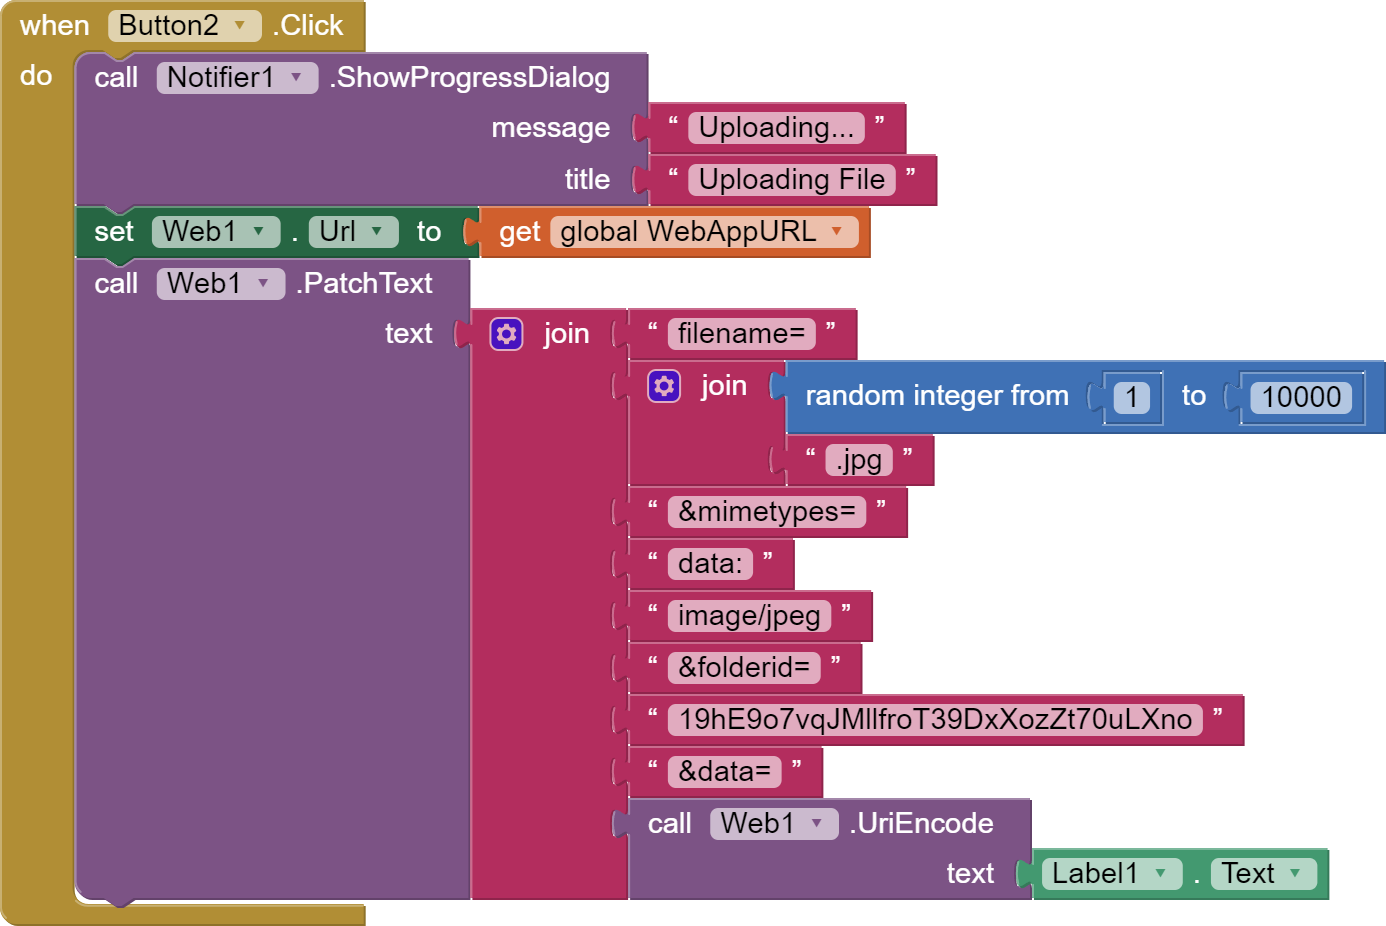 when Button2 .Click
do call Notifier1 .ShowProgressDialog
message “ Uploading... ”
title “ Uploading File ”
set Web1 . Url to get global WebAppURL
call Web1 .PatchText
text join “ filename= ”
join random integer from 1 to 10000
“ .jpg ”
“ &mimetypes= ”
“ data: ”
“ image/jpeg ”
“ &folderid= ”
“ 19hE9o7vqJMllfroT39DxXozZt70uLXno ”
“ &data= ”
call Web1 .UriEncode
text Label1 . Text